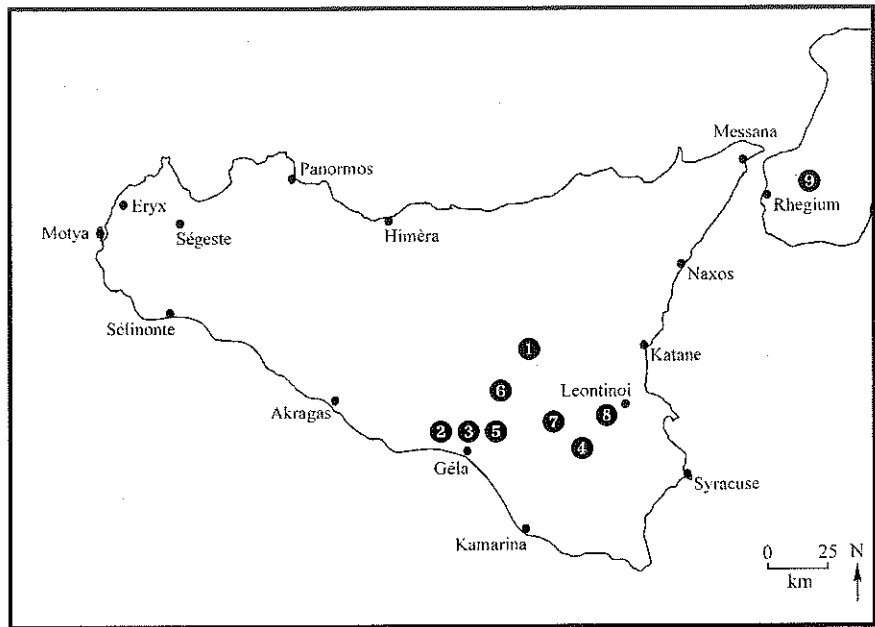 Messana
Panormos
9
Eryx
Rhegium
Motya
Ségeste
Himèra
Naxos
Sélinonte
1
Katane
6
Leontinoi
Akragas
2
3
5
7
8
4
Géla
Syracuse
Kamarina
0 25
km
N